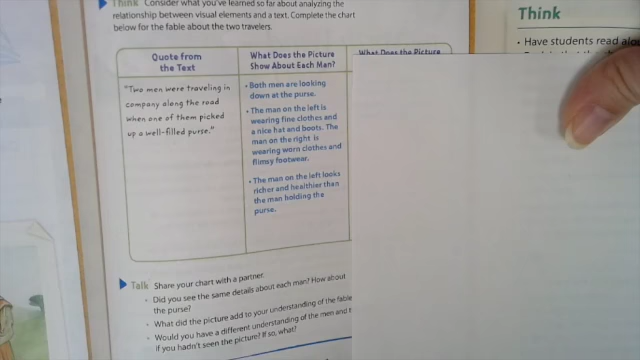 Think Consider what you've learned so far about analyzing the
relationship between visual elements and a text. Complete the chart
below for the fable about the two travelers.
Quote from
the Text
"Two men were traveling in
company along the road
when one of them picked
up a well-filled purse."
What Does the Picture
Show About Each Man?
• Both men are looking
down at the purse.
• The man on the left is
wearing fine clothes and
a nice hat and boots. The
man on the right is
wearing worn clothes and
flimsy footwear.
• The man on the left looks
richer and healthier than
the man holding the
purse.
What Does the Picture
Talk Share your chart with a partner.
• Did you see the same details about each man? How about
the purse?
• What did the picture add to your understanding of the fable
• Would you have a different understanding of the men and
if you hadn't seen the picture? If so, what?
Think
• Have students read